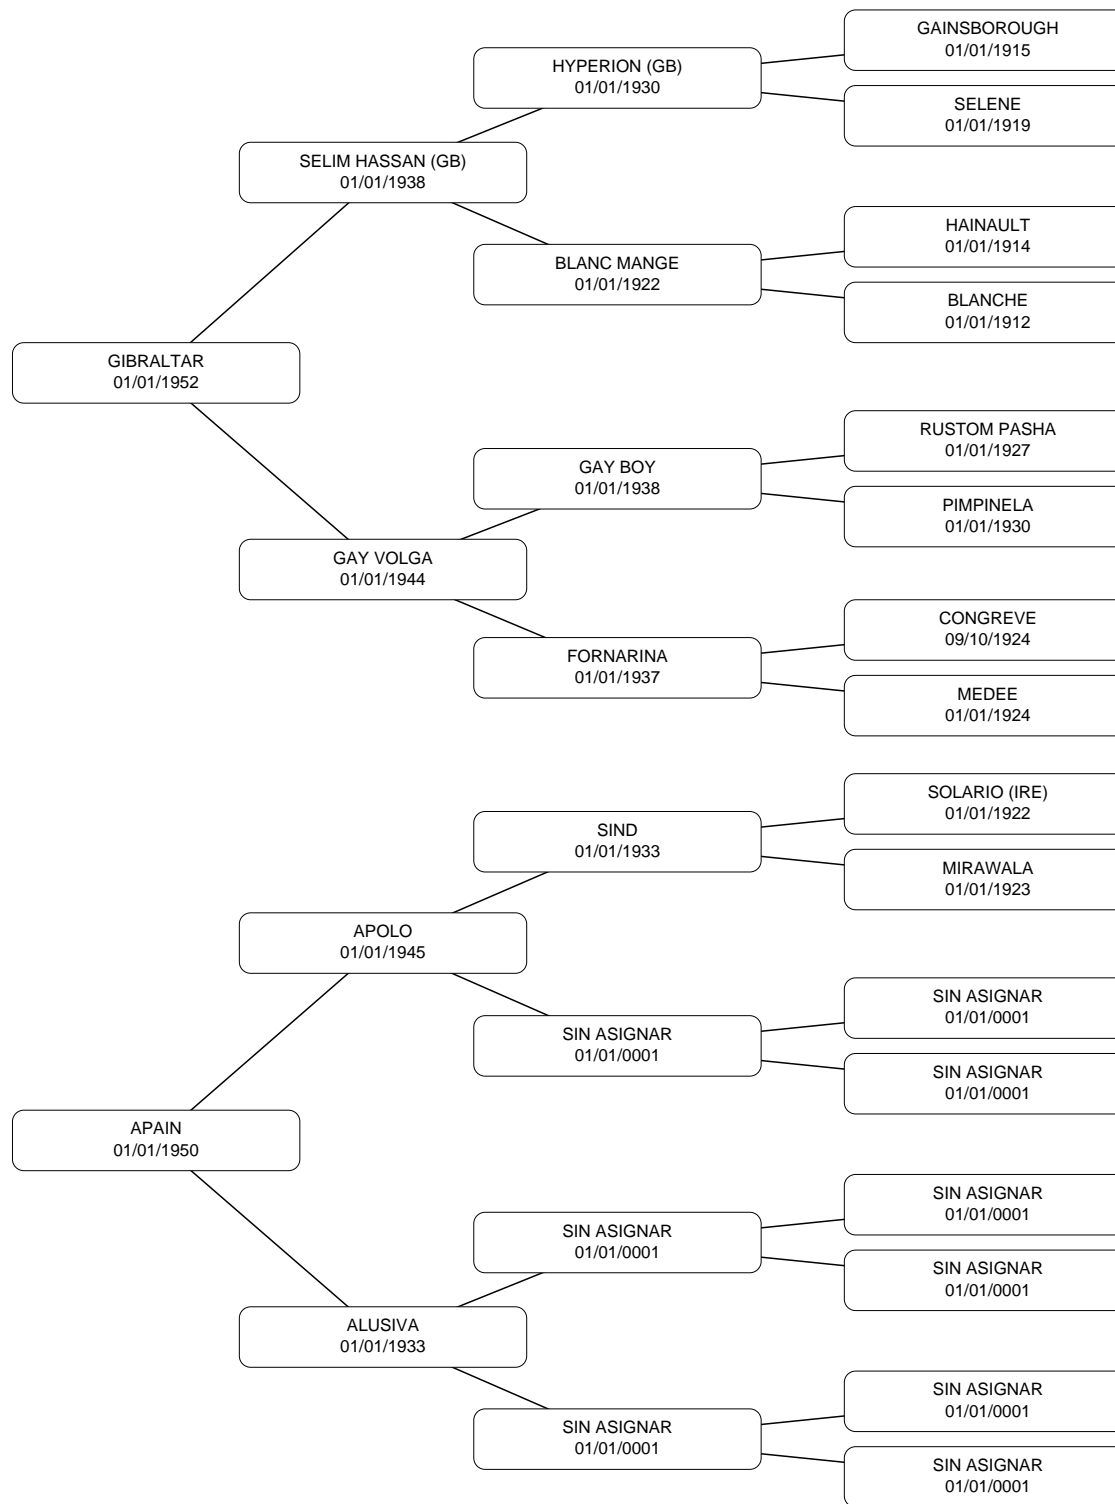 GAINSBOROUGH
01/01/1915
HYPERION (GB)
01/01/1930
SELENE
01/01/1919
SELIM HASSAN (GB)
01/01/1938
HAINAULT
01/01/1914
BLANC MANGE
01/01/1922
BLANCHE
01/01/1912
GIBRALTAR
01/01/1952
RUSTOM PASHA
01/01/1927
GAY BOY
01/01/1938
PIMPINELA
01/01/1930
GAY VOLGA
01/01/1944
CONGREVE
09/10/1924
FORNARINA
01/01/1937
MEDEE
01/01/1924
SOLARIO (IRE)
01/01/1922
SIND
01/01/1933
MIRAWALA
01/01/1923
APOLO
01/01/1945
SIN ASIGNAR
01/01/0001
SIN ASIGNAR
01/01/0001
SIN ASIGNAR
01/01/0001
APAIN
01/01/1950
SIN ASIGNAR
01/01/0001
SIN ASIGNAR
01/01/0001
SIN ASIGNAR
01/01/0001
ALUSIVA
01/01/1933
SIN ASIGNAR
01/01/0001
SIN ASIGNAR
01/01/0001
SIN ASIGNAR
01/01/0001